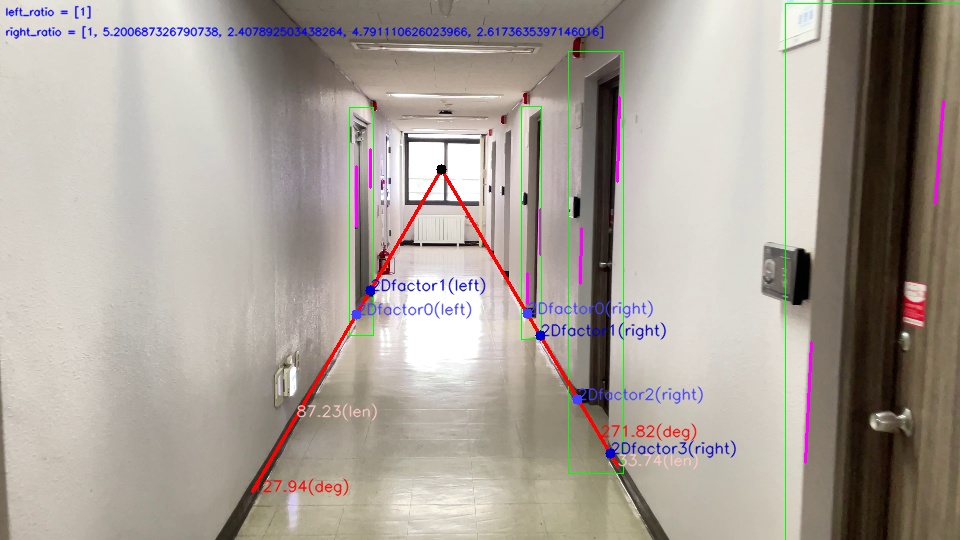 left_ratio = [1]
right_ratio = [1, 5.200687326790738, 2.407892503438264, 4.791110626023966, 2.6173635397146016]
2Dfactor1(left)
2Dfactor0(left)
2Dfactor0(right)
2Dfactor1(right)
2Dfactor2(right)
87.23(len)
271.82(deg)
2Dfactor3(right)
33.74(len)
27.94(deg)